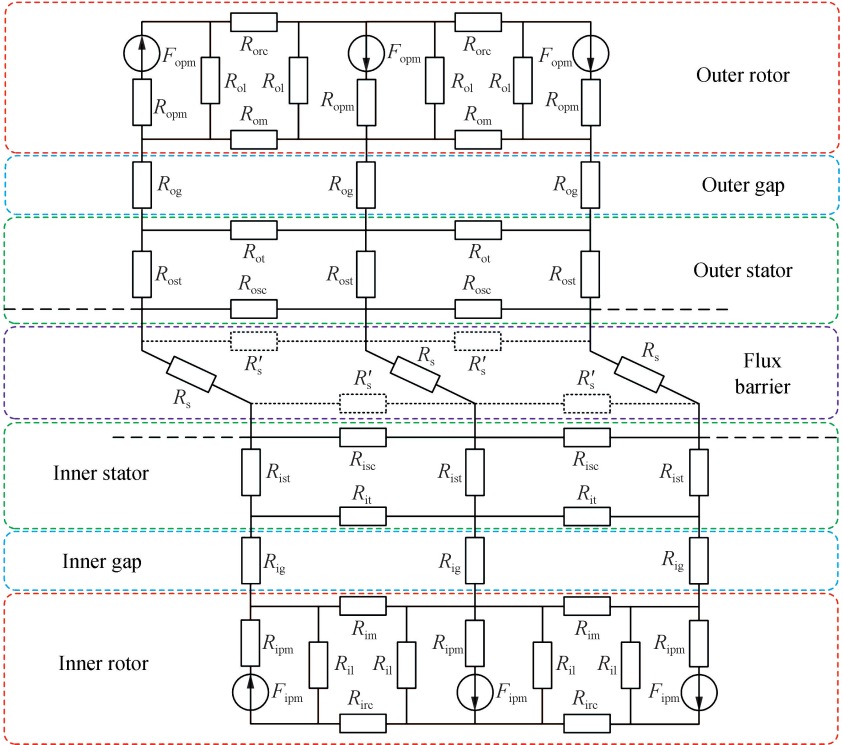 R_orc R_orc
F_opm R_ol R_ol F_opm R_ol R_ol F_opm
Outer rotor
R_opm R_om R_opm R_om R_opm
R_og R_og R_og
Outer gap
R_ot R_ot
R_ost R_osc R_ost R_osc R_ost
Outer stator
R′_s R_s R′_s R_s
R_s R′_s R′_s
Flux
barrier
R_isc R_isc
Inner stator
R_ist R_ist R_ist
R_it R_it
Inner gap
R_ig R_ig R_ig
R_ipm R_im R_ipm R_im R_ipm
Inner rotor
R_il R_il R_il R_il
F_ipm R_irc F_ipm R_irc F_ipm